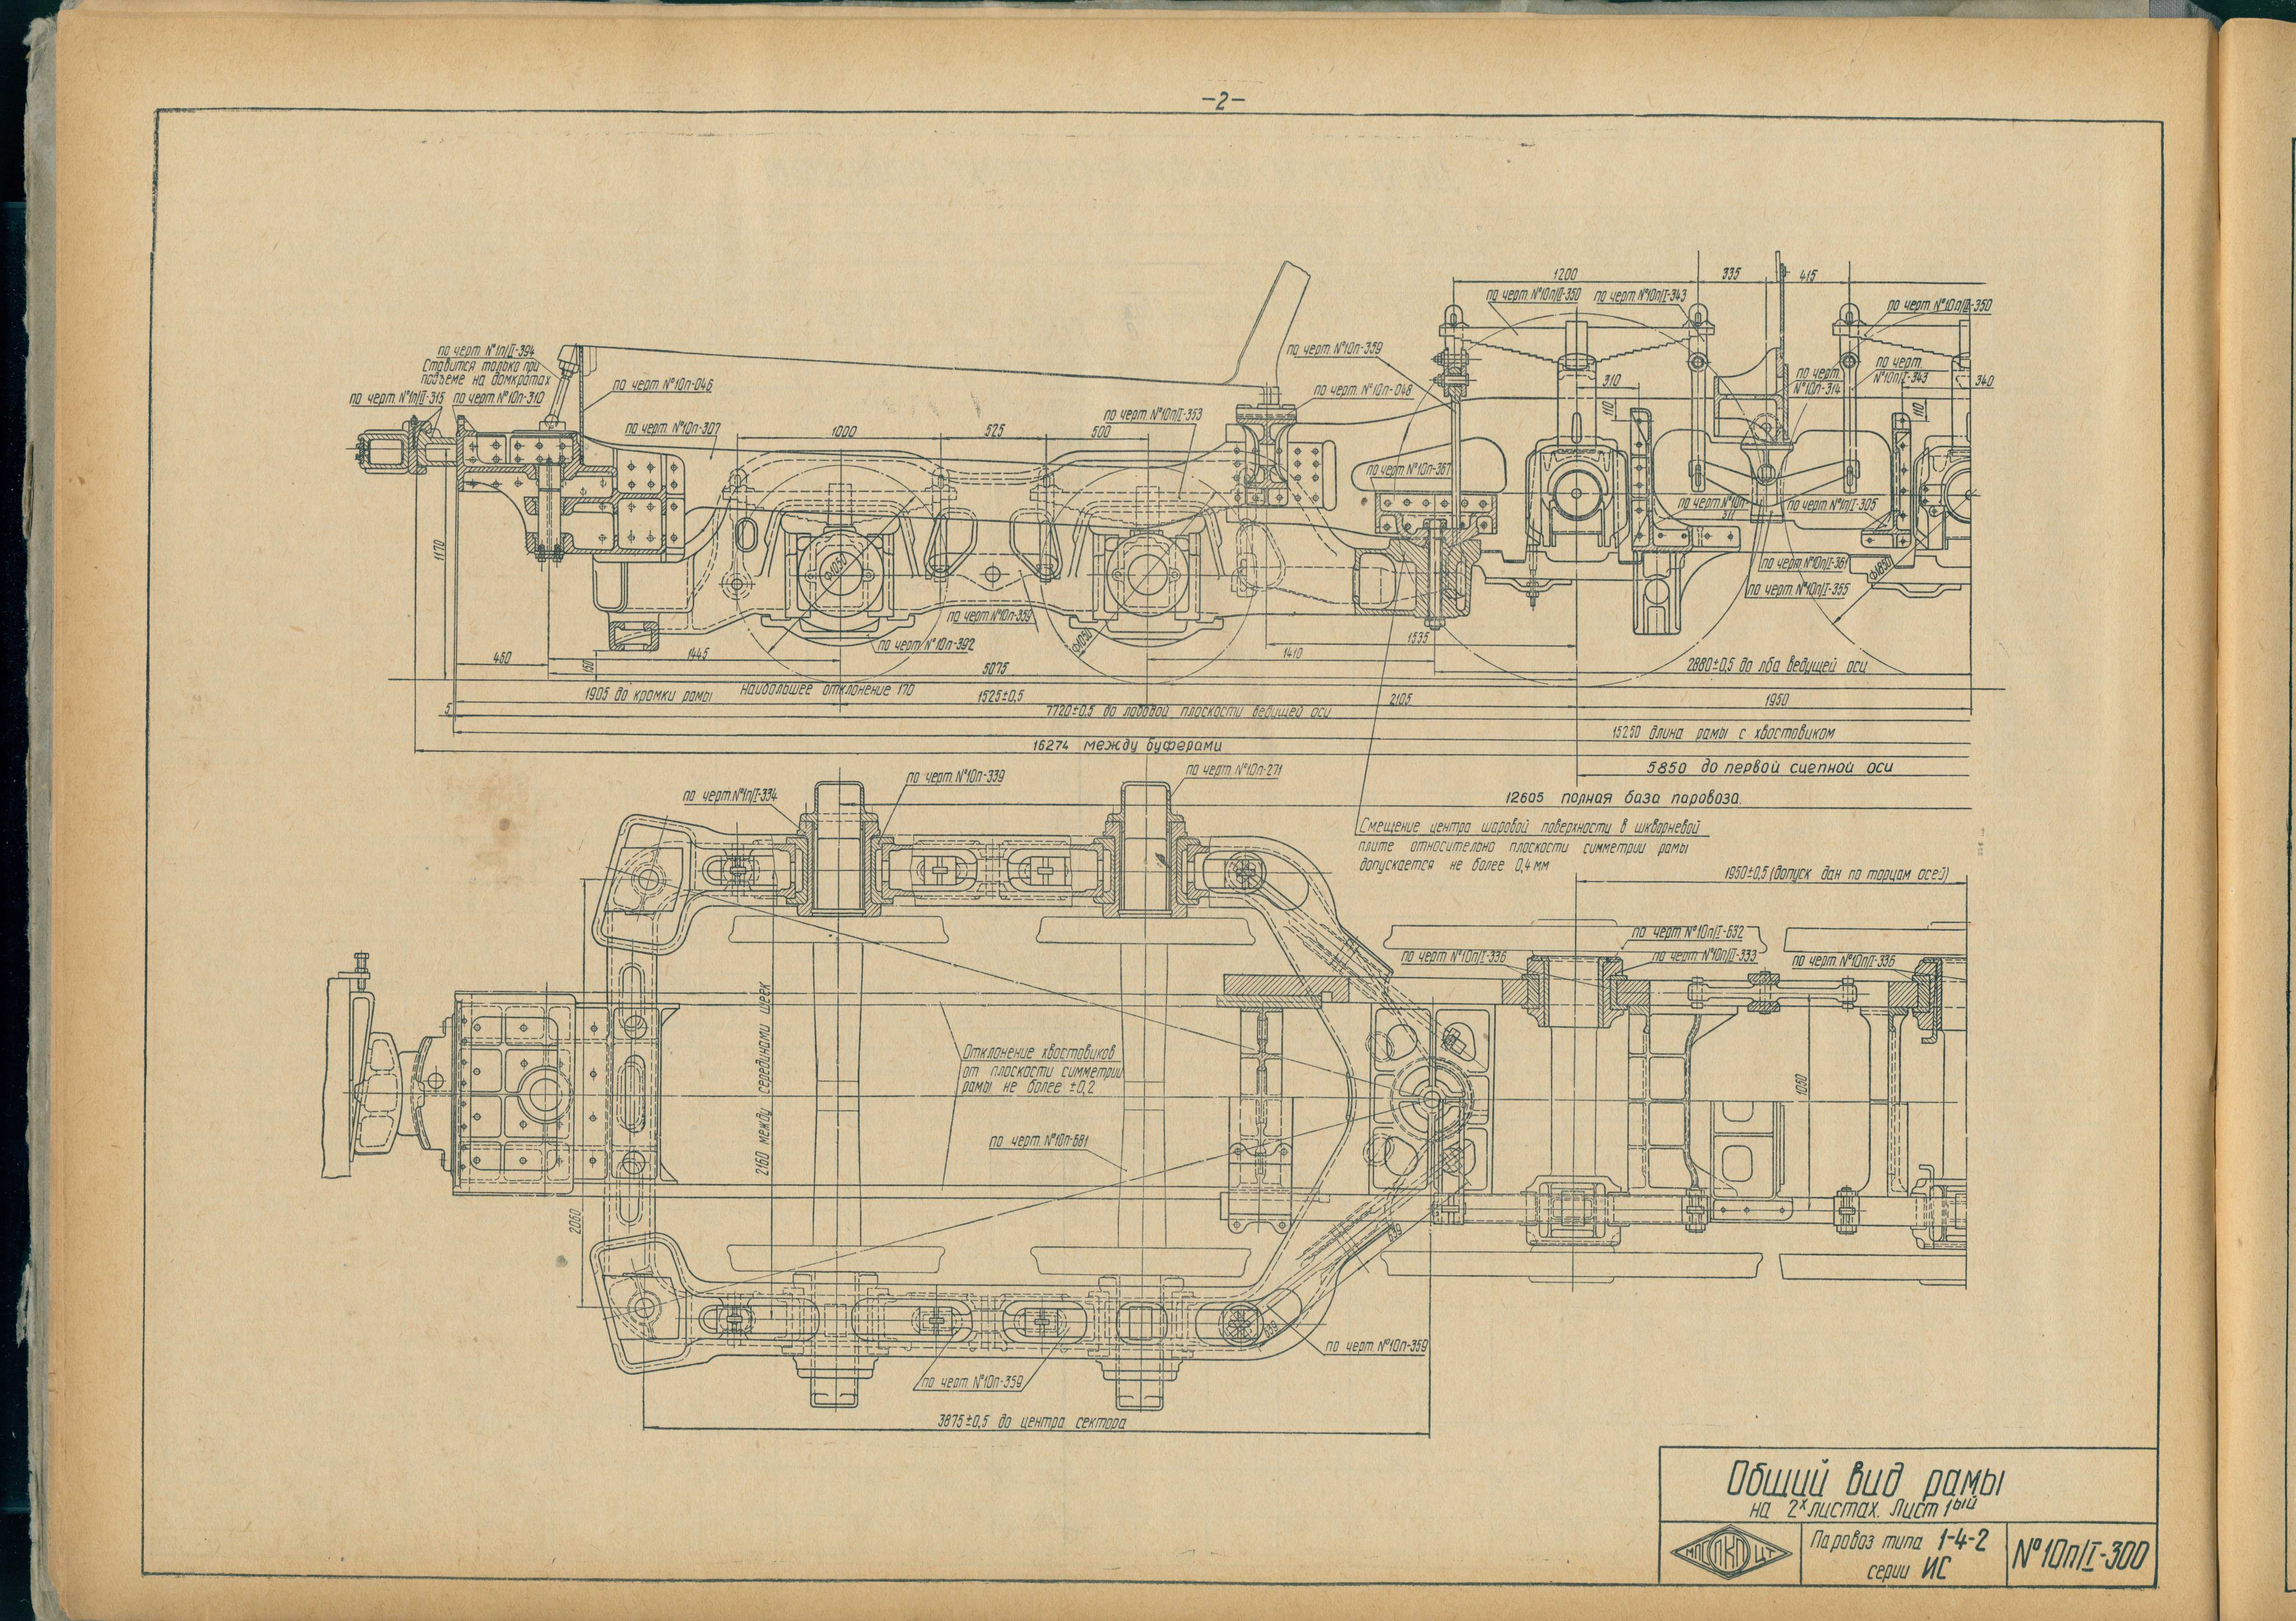 -2-
1200
335
415
по черт. №10п/II-350
по черт. №10п/I-343
по черт. №10п/II-350
по черт. №1п/II-394
Ставится только при
подъеме на домкратах
по черт. №1п/II-315
по черт. №10п-310
по черт. №10п-046
по черт. №10п-359
по черт. №10п-048
310
110
по черт.
№10п-314
по черт.
№10п/I-343
340
110
по черт. №10п-307
1000
525
500
по черт. №10п/I-353
по черт. №10п-367
по черт. №10п-
311
по черт. №1п/I-305
1170
Ф1050
по черт. №10п-359
Ф1050
по черт. №10п-392
по черт. №10п/I-361
по черт. №10п/I-355
Ф1850
460
150
1445
5075
1410
1535
2880±0,5 до лба ведущей оси
1905 до кромки рамы
Наибольшее отклонение 170
1525±0,5
2105
1950
5
7720±0,5 до лобовой плоскости ведущей оси
15250 длина рамы с хвостовиком
16274 между буферами
5850 до первой сцепной оси
12605 полная база паровоза.
по черт. №1п/I-334
по черт. №10п-339
по черт. №10п-271
Смещение центра шаровой поверхности в шкворневой
плите относительно плоскости симметрии рамы
допускается не более 0,4 мм
1950±0,5 (допуск дан по торцам осей)
по черт №10п/I-632
по черт №10п/I-336
по черт. №10п/II-333
по черт. №10п/I-336
2160 между серединами шеек
Отклонение хвостовиков
от плоскости симметрии
рамы не более ±0,2
1050
по черт. №10п-681
2060
639
639
по черт. №10п-359
по черт. №10п-359
3875±0,5 до центра сектора
Общий вид рамы
на 2х листах. Лист 1ый
МПС ПКБ ЦТ
Паровоз типа 1-4-2
серии ИС
№10п/I-300